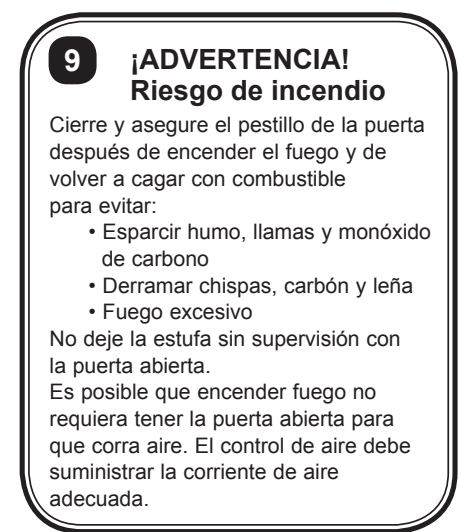 9 ¡ADVERTENCIA!
Riesgo de incendio
Cierre y asegure el pestillo de la puerta
después de encender el fuego y de
volver a cagar con combustible
para evitar:
• Esparcir humo, llamas y monóxido
de carbono
• Derramar chispas, carbón y leña
• Fuego excesivo
No deje la estufa sin supervisión con
la puerta abierta.
Es posible que encender fuego no
requiera tener la puerta abierta para
que corra aire. El control de aire debe
suministrar la corriente de aire
adecuada.